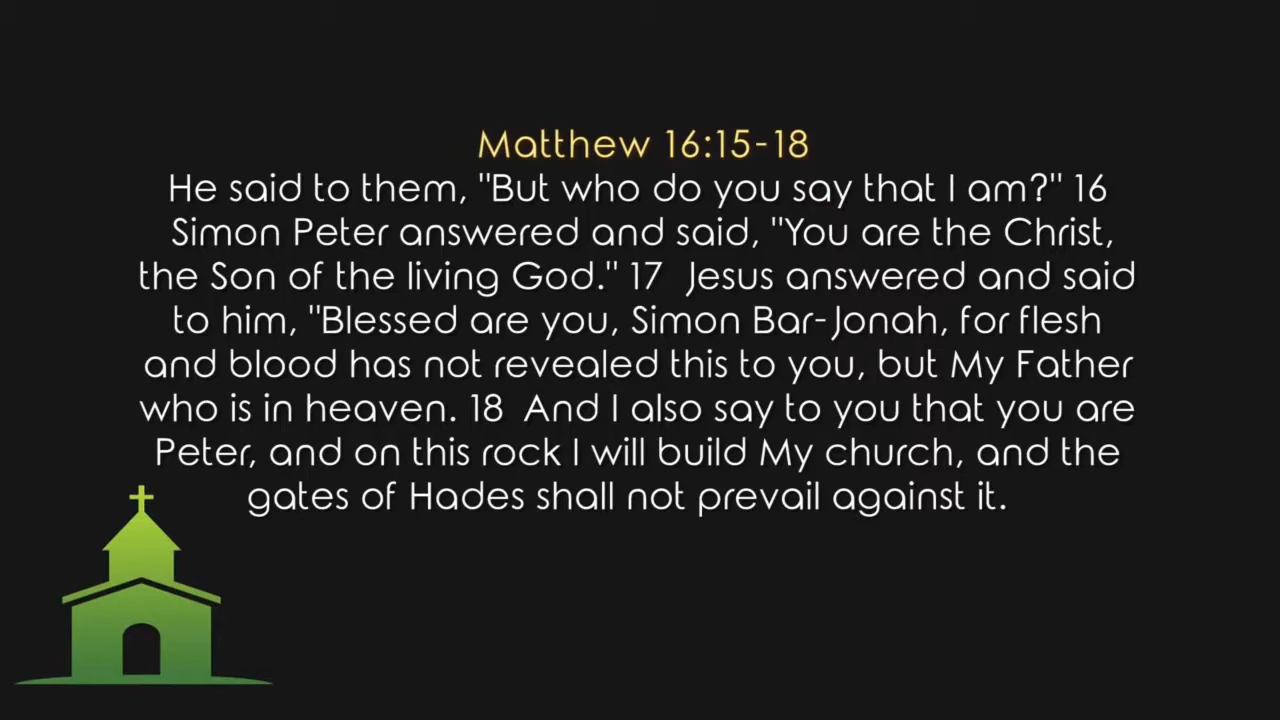 Matthew 16:15-18
He said to them, "But who do you say that I am?" 16
Simon Peter answered and said, "You are the Christ,
the Son of the living God." 17 Jesus answered and said
to him, "Blessed are you, Simon Bar-Jonah, for flesh
and blood has not revealed this to you, but My Father
who is in heaven. 18 And I also say to you that you are
Peter, and on this rock I will build My church, and the
gates of Hades shall not prevail against it.